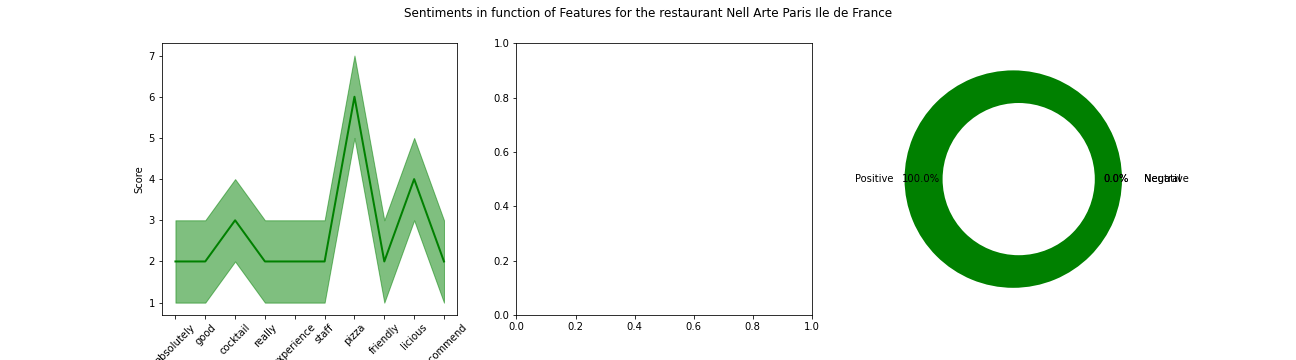 Sentiments in function of Features for the restaurant Nell Arte Paris Ile de France
7
6
5
4
3
2
1
Score
absolutely
good
cocktail
really
experience
staff
pizza
friendly
licious
commend
1.0
0.8
0.6
0.4
0.2
0.0
0.0
0.2
0.4
0.6
0.8
1.0
Positive
100.0%
0.0%
Negative